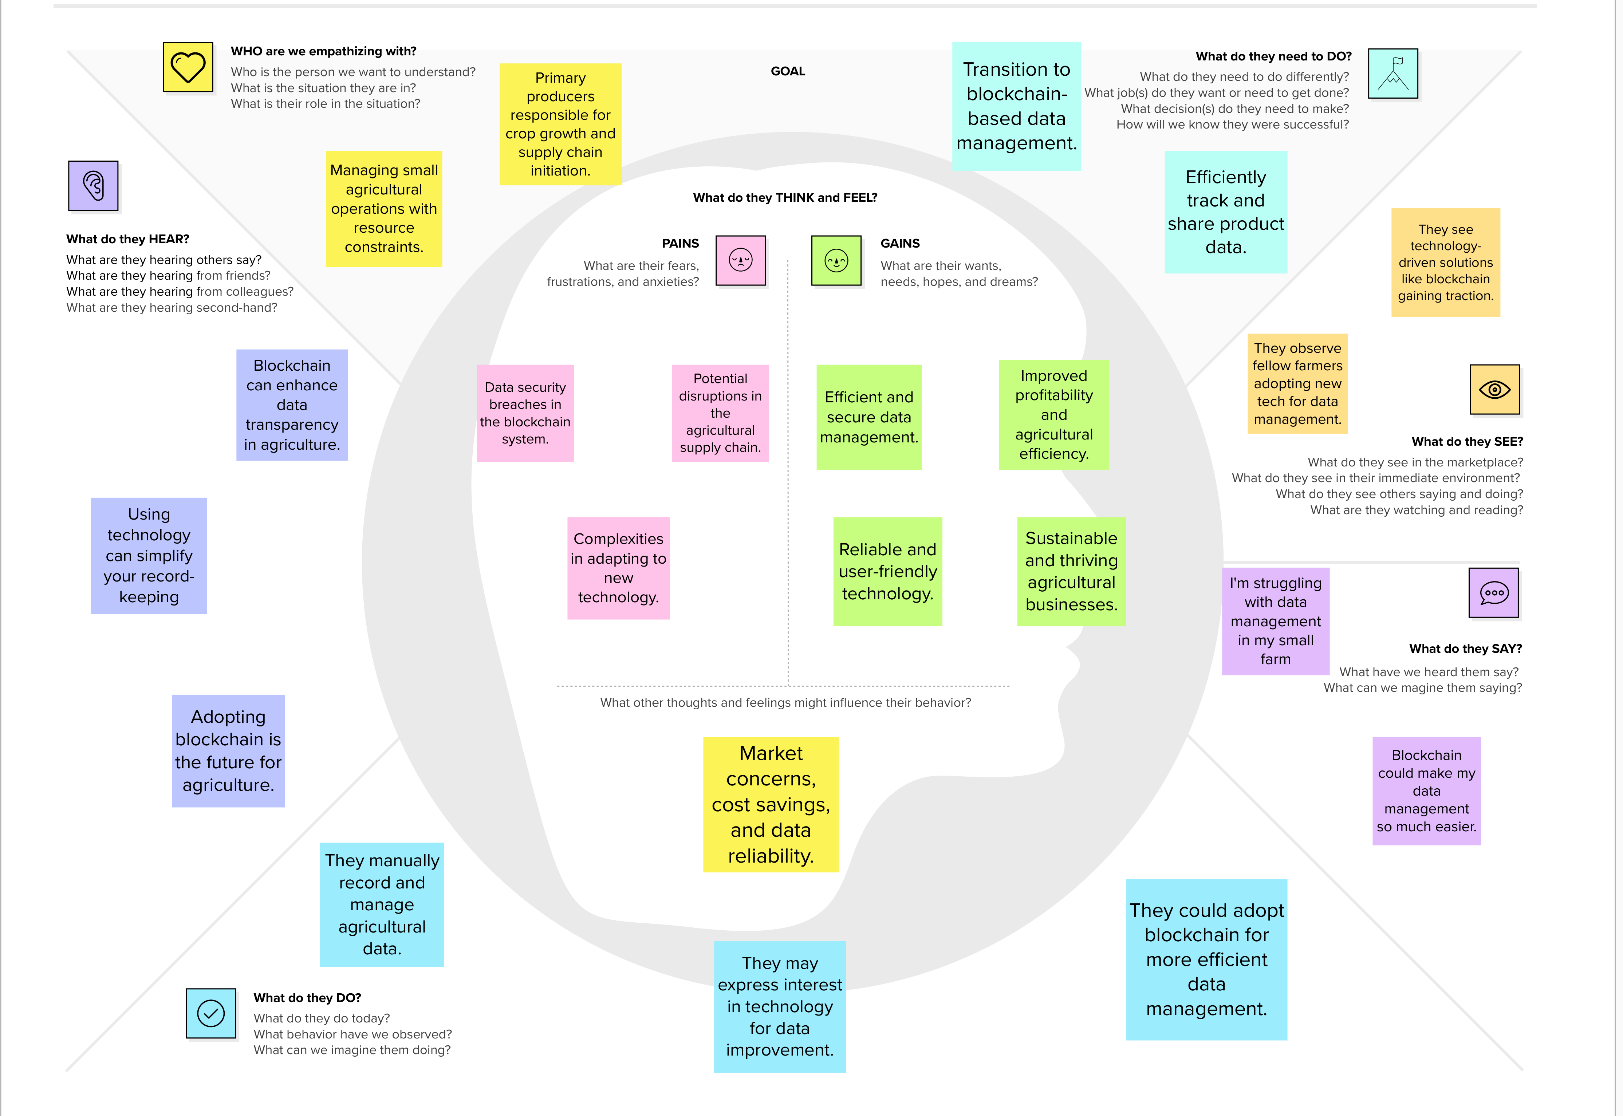 WHO are we empathizing with?
Who is the person we want to understand?
What is the situation they are in?
What is their role in the situation?
Primary
producers
responsible for
crop growth and
supply chain
initiation.
Managing small
agricultural
operations with
resource
constraints.
GOAL
Transition to
blockchain-
based data
management.
What do they need to DO?
What do they need to do differently?
What job(s) do they want or need to get done?
What decision(s) do they need to make?
How will we know they were successful?
Efficiently
track and
share product
data.
What do they HEAR?
What are they hearing others say?
What are they hearing from friends?
What are they hearing from colleagues?
What are they hearing second-hand?
Blockchain
can enhance
data
transparency
in agriculture.
Using
technology
can simplify
your record-
keeping
Adopting
blockchain is
the future for
agriculture.
What do they THINK and FEEL?
PAINS
What are their fears,
frustrations, and anxieties?
GAINS
What are their wants,
needs, hopes, and dreams?
Data security
breaches in
the blockchain
system.
Potential
disruptions in
the
agricultural
supply chain.
Complexities
in adapting to
new
technology.
Efficient and
secure data
management.
Improved
profitability
and
agricultural
efficiency.
Reliable and
user-friendly
technology.
Sustainable
and thriving
agricultural
businesses.
What other thoughts and feelings might influence their behavior?
Market
concerns,
cost savings,
and data
reliability.
They see
technology-
driven solutions
like blockchain
gaining traction.
They observe
fellow farmers
adopting new
tech for data
management.
What do they SEE?
What do they see in the marketplace?
What do they see in their immediate environment?
What do they see others saying and doing?
What are they watching and reading?
I'm struggling
with data
management
in my small
farm
What do they SAY?
What have we heard them say?
What can we magine them saying?
Blockchain
could make my
data
management
so much easier.
They manually
record and
manage
agricultural
data.
What do they DO?
What do they do today?
What behavior have we observed?
What can we imagine them doing?
They may
express interest
in technology
for data
improvement.
They could adopt
blockchain for
more efficient
data
management.